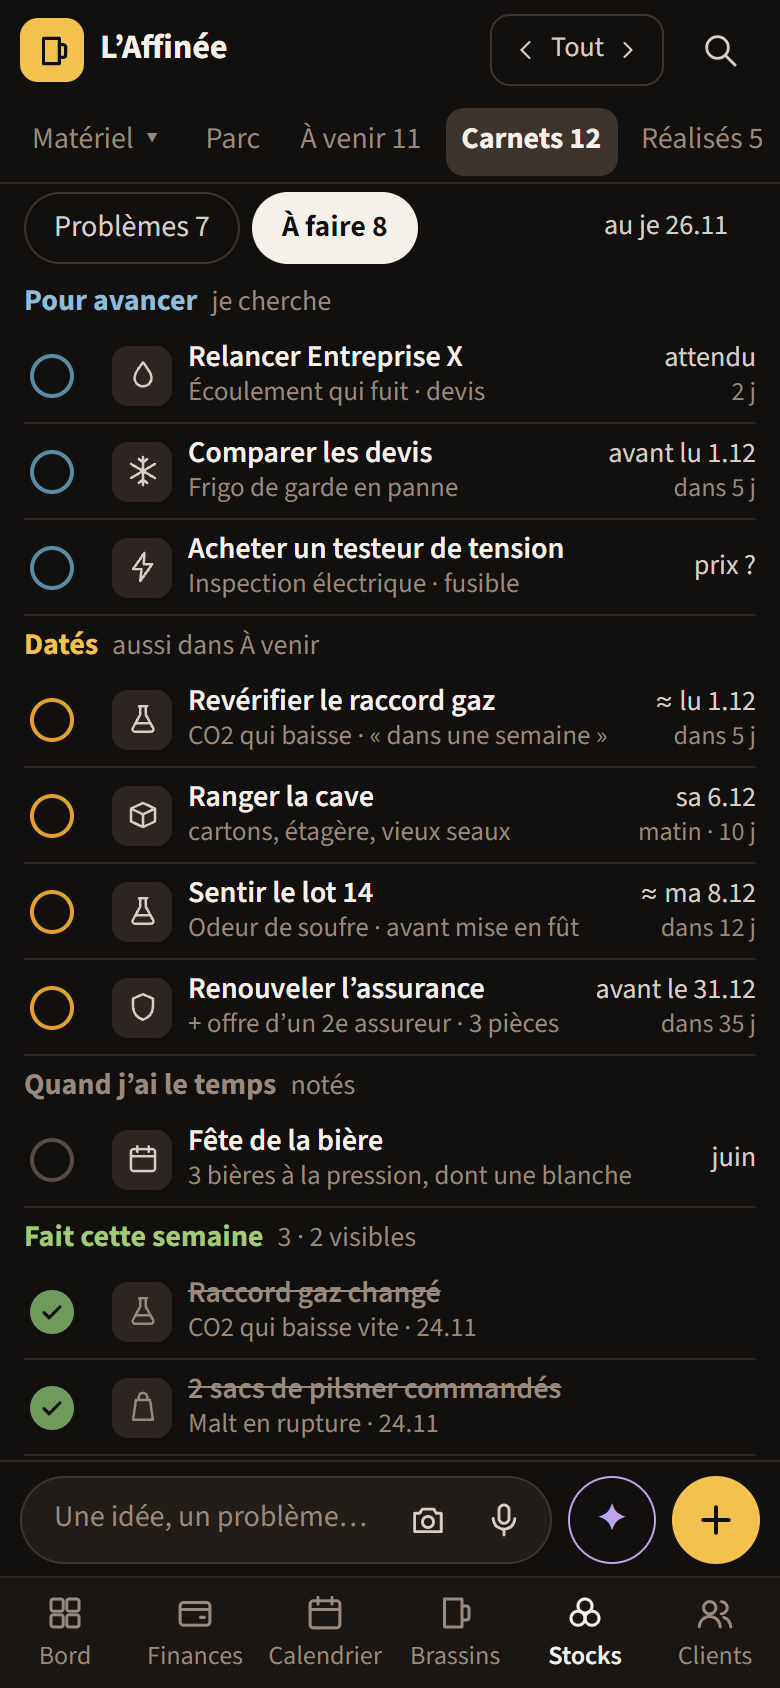 L’Affinée
Tout
Matériel ▼ Parc À venir 11 Carnets 12 Réalisés 5
Problèmes 7 À faire 8 au je 26.11
Pour avancer je cherche
Relancer Entreprise X attendu
Écoulement qui fuit · devis 2 j
Comparer les devis avant lu 1.12
Frigo de garde en panne dans 5 j
Acheter un testeur de tension prix ?
Inspection électrique · fusible
Datés aussi dans À venir
Revérifier le raccord gaz ≈ lu 1.12
CO2 qui baisse · « dans une semaine » dans 5 j
Ranger la cave sa 6.12
cartons, étagère, vieux seaux matin · 10 j
Sentir le lot 14 ≈ ma 8.12
Odeur de soufre · avant mise en fût dans 12 j
Renouveler l’assurance avant le 31.12
+ offre d’un 2e assureur · 3 pièces dans 35 j
Quand j’ai le temps notés
Fête de la bière juin
3 bières à la pression, dont une blanche
Fait cette semaine 3 · 2 visibles
Raccord gaz changé
CO2 qui baisse vite · 24.11
2 sacs de pilsner commandés
Malt en rupture · 24.11
Une idée, un problème…
Bord Finances Calendrier Brassins Stocks Clients